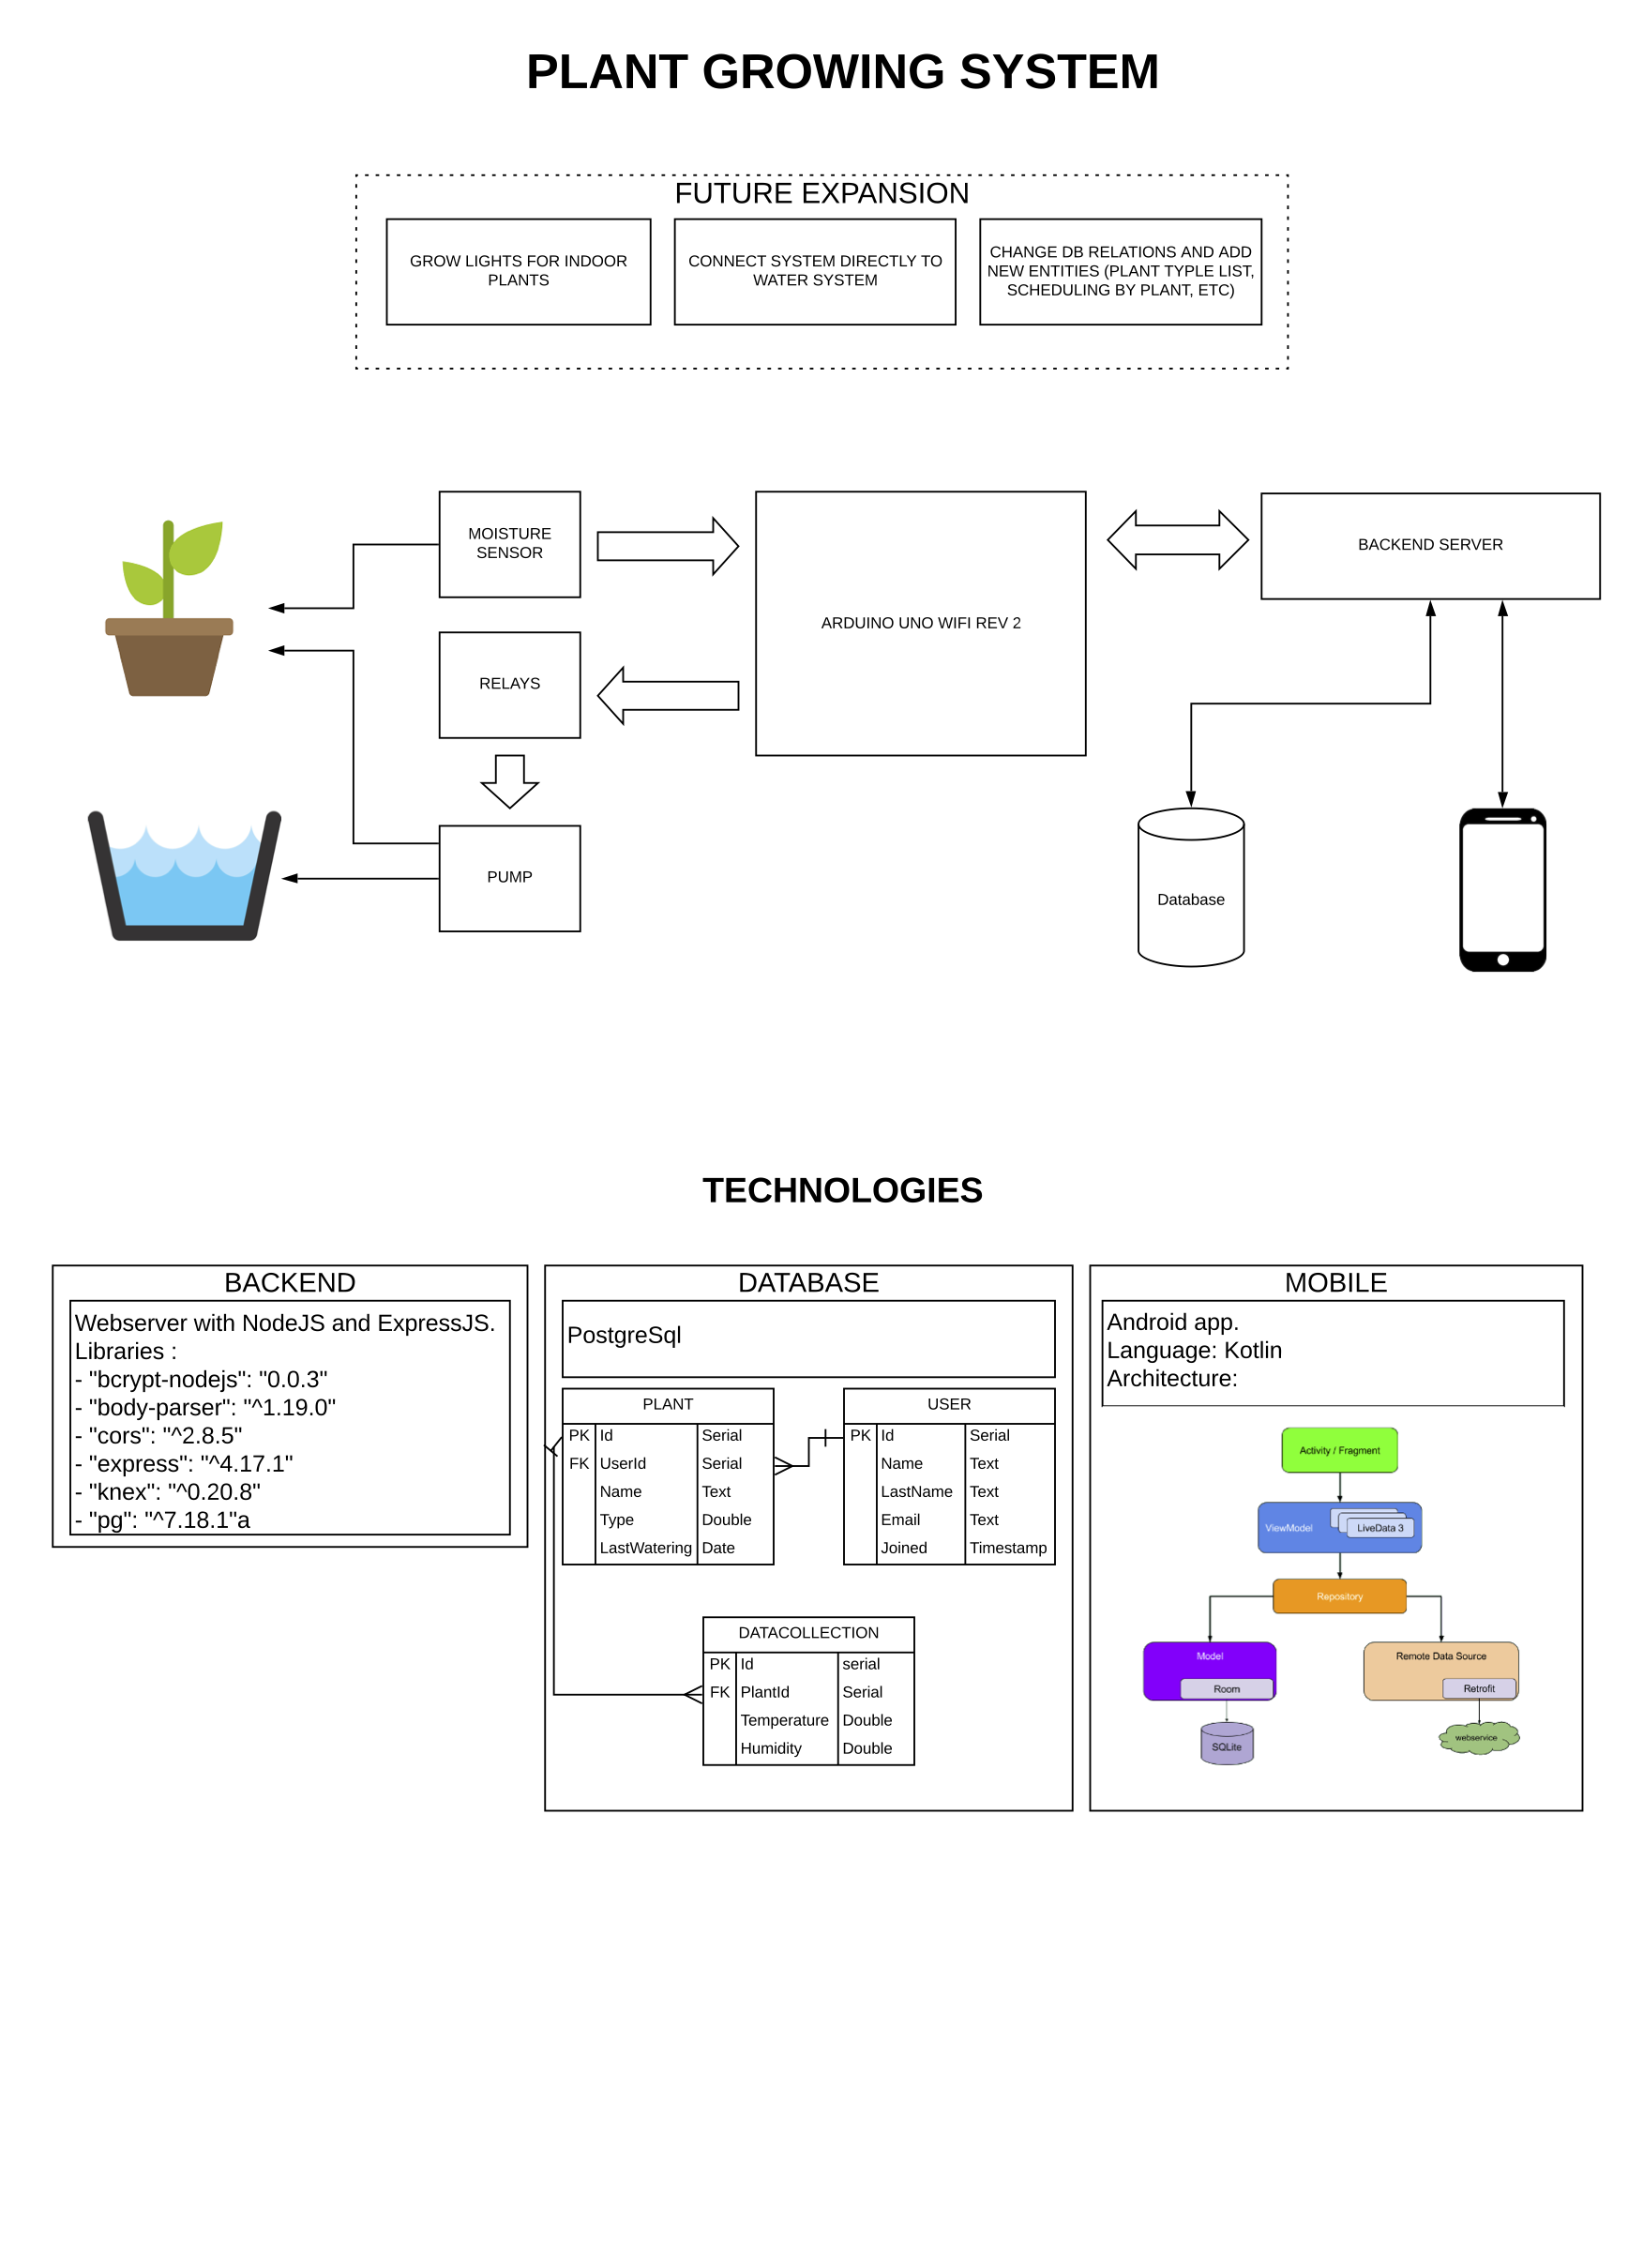 PLANT GROWING SYSTEM
FUTURE EXPANSION
GROW LIGHTS FOR INDOOR
PLANTS
CONNECT SYSTEM DIRECTLY TO
WATER SYSTEM
CHANGE DB RELATIONS AND ADD
NEW ENTITIES (PLANT TYPLE LIST,
SCHEDULING BY PLANT, ETC)
MOISTURE
SENSOR
ARDUINO UNO WIFI REV 2
BACKEND SERVER
RELAYS
PUMP
Database
TECHNOLOGIES
BACKEND
Webserver with NodeJS and ExpressJS.
Libraries :
- "bcrypt-nodejs": "0.0.3"
- "body-parser": "^1.19.0"
- "cors": "^2.8.5"
- "express": "^4.17.1"
- "knex": "^0.20.8"
- "pg": "^7.18.1"a
DATABASE
PostgreSql
PLANT
PK Id Serial
FK UserId Serial
Name Text
Type Double
LastWatering Date
USER
PK Id Serial
Name Text
LastName Text
Email Text
Joined Timestamp
DATACOLLECTION
PK Id serial
FK PlantId Serial
Temperature Double
Humidity Double
MOBILE
Android app.
Language: Kotlin
Architecture:
Activity / Fragment
ViewModel
LiveData 3
Repository
Model
Room
Remote Data Source
Retrofit
SQLite
webservice